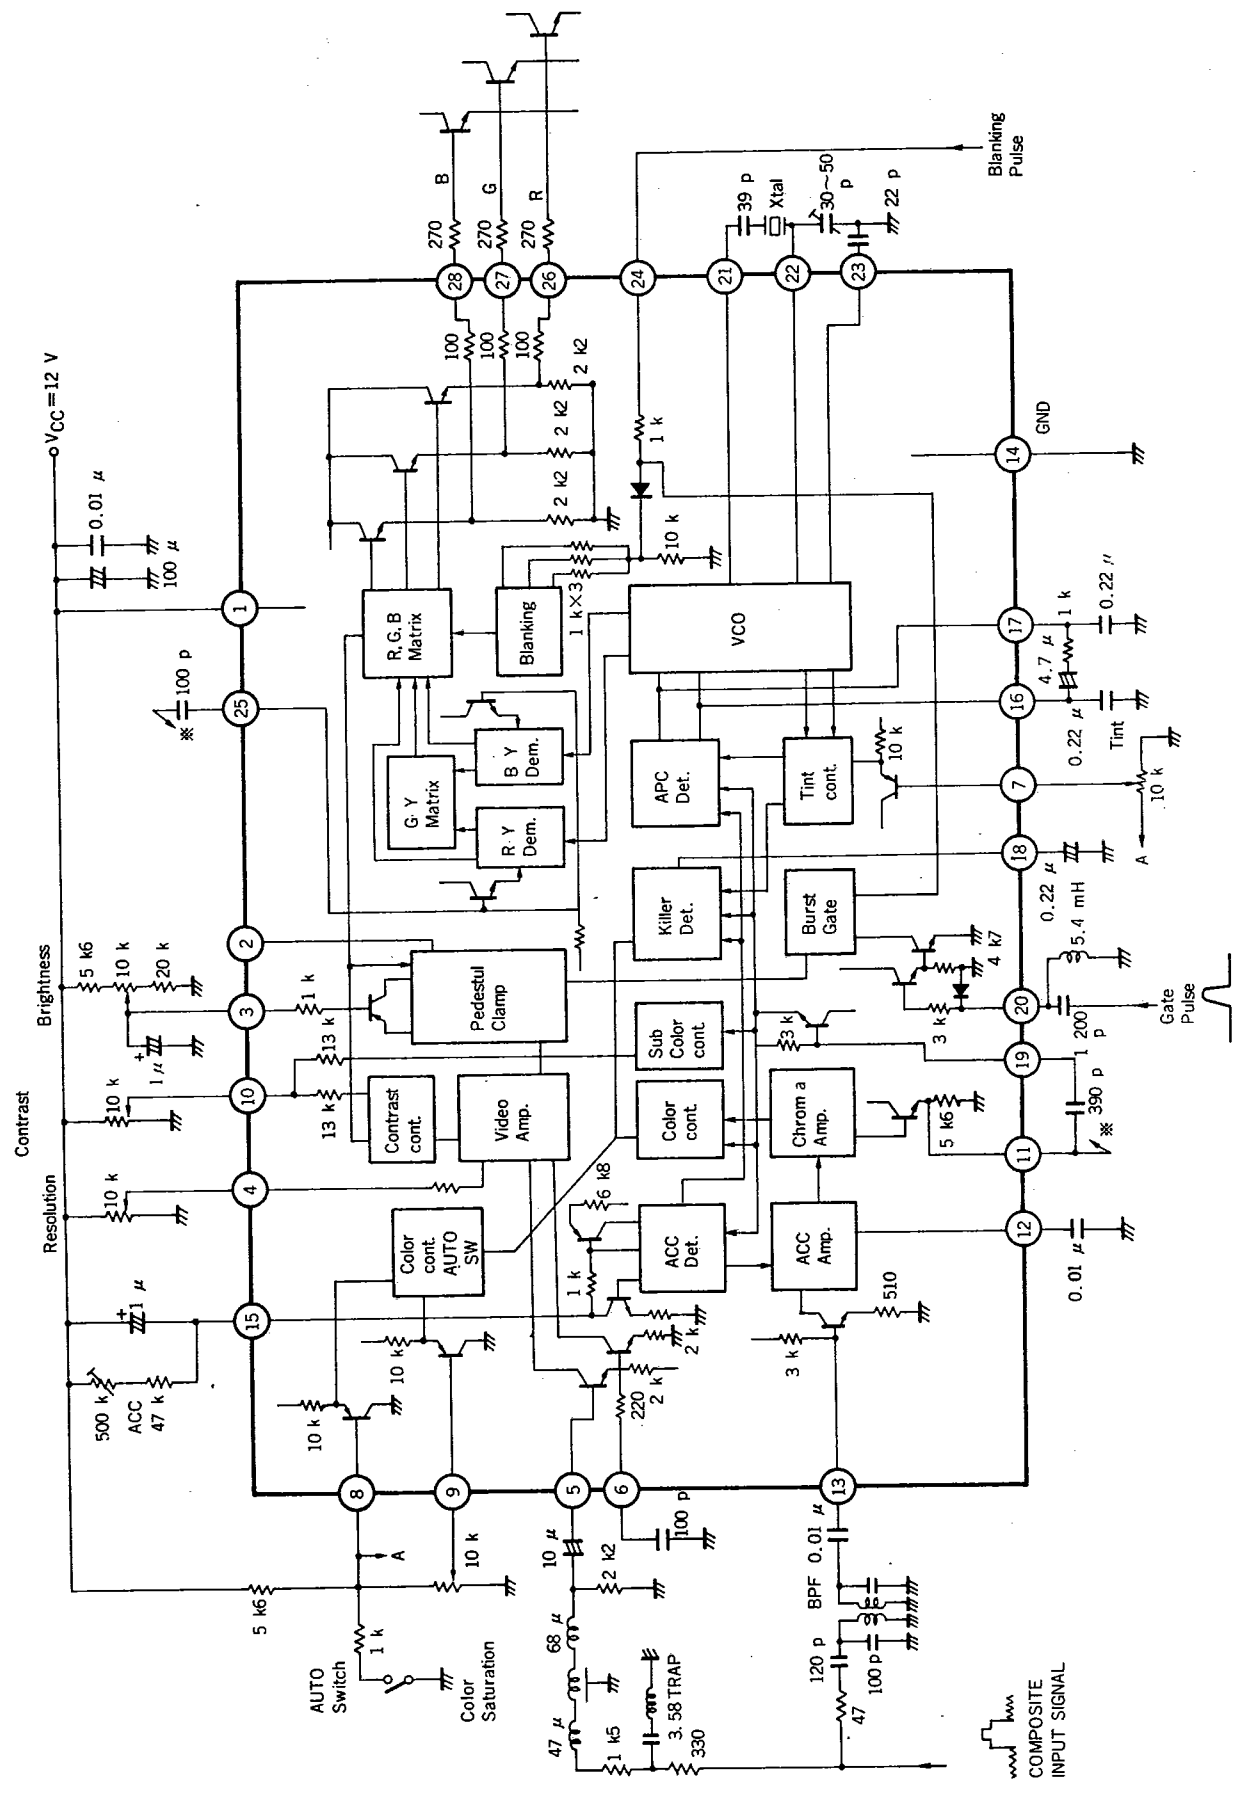 COMPOSITE
INPUT SIGNAL
AUTO
Switch
Color
Saturation
1 k
5 k6
A
10 k
47 μ
68 μ
10 μ
2 k2
1 k5
3.58 TRAP
330
100 p
47
120 p
100 p
BPF
0.01 μ
8
9
5
6
13
500 k
ACC
47 k
1 μ
+
15
10 k
10 k
220
2 k
2 k
3 k
510
1 k
6 k8
Color
cont.
AUTO
SW
ACC
Det.
ACC
Amp.
12
0.01 μ
Resolution
10 k
4
Contrast
10 k
10
13 k
13 k
Contrast
cont.
Video
Amp.
Color
cont.
Chrom a
Amp.
5 k6
11
※
390 p
19
Sub
Color
cont.
3 k
Brightness
5 k6
10 k
20 k
1 μ
+
3
1 k
2
Pedestul
Clamp
Burst
Gate
3 k
4 k7
20
1 200
p
5.4 mH
Gate
Pulse
Killer
Det.
18
0.22 μ
R·Y
Dem.
G·Y
Matrix
B Y
Dem.
APC
Det.
Tint
cont.
10 k
7
A
10 k
Tint
25
※
100 p
1
R, G, B
Matrix
Blanking
1 k×3
VCO
10 k
16
17
0.22 μ
4.7 μ
1 k
0.22 μ
VCC=12 V
0.01 μ
100 μ
2 k2
2 k2
2 k2
1 k
14
GND
100
100
100
28
27
26
24
21
22
23
270
270
270
B
G
R
39 p
Xtal
30~50
p
22 p
Blanking
Pulse